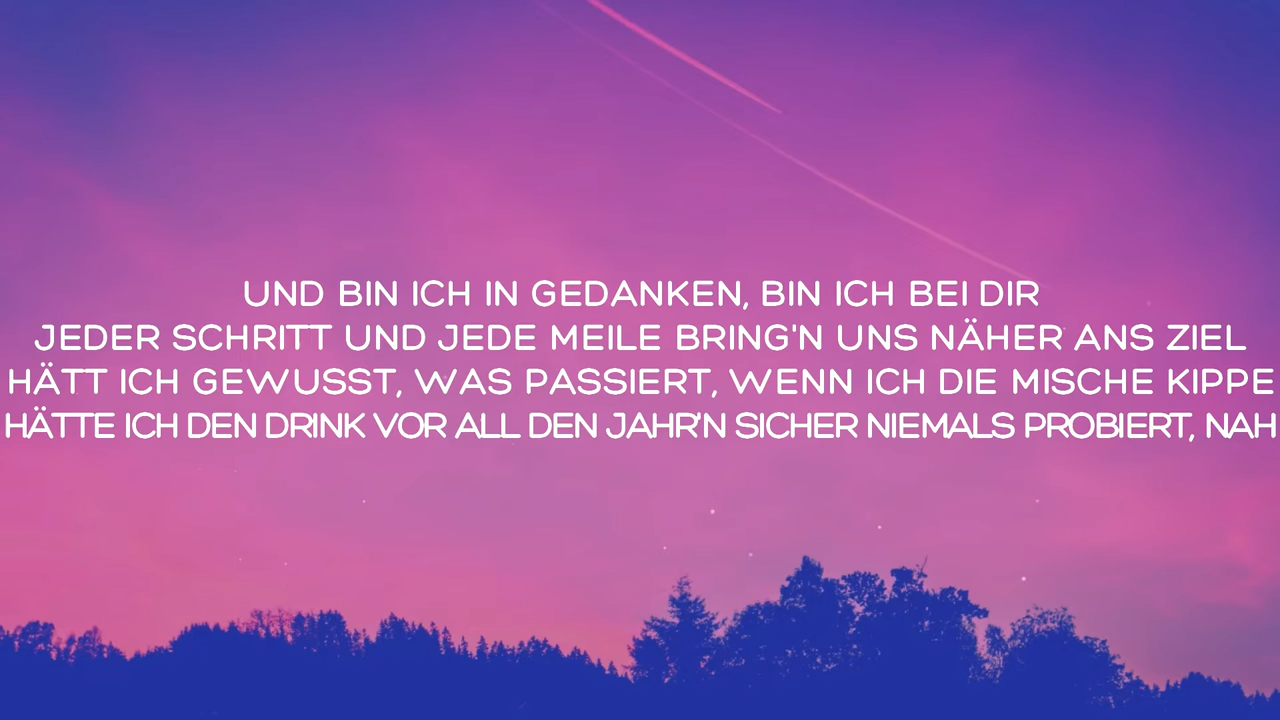 UND BIN ICH IN GEDANKEN, BIN ICH BEI DIR
JEDER SCHRITT UND JEDE MEILE BRING'N UNS NÄHER ANS ZIEL
HÄTT ICH GEWUSST, WAS PASSIERT, WENN ICH DIE MISCHE KIPPE
HÄTTE ICH DEN DRINK VOR ALL DEN JAHR'N SICHER NIEMALS PROBIERT, NAH